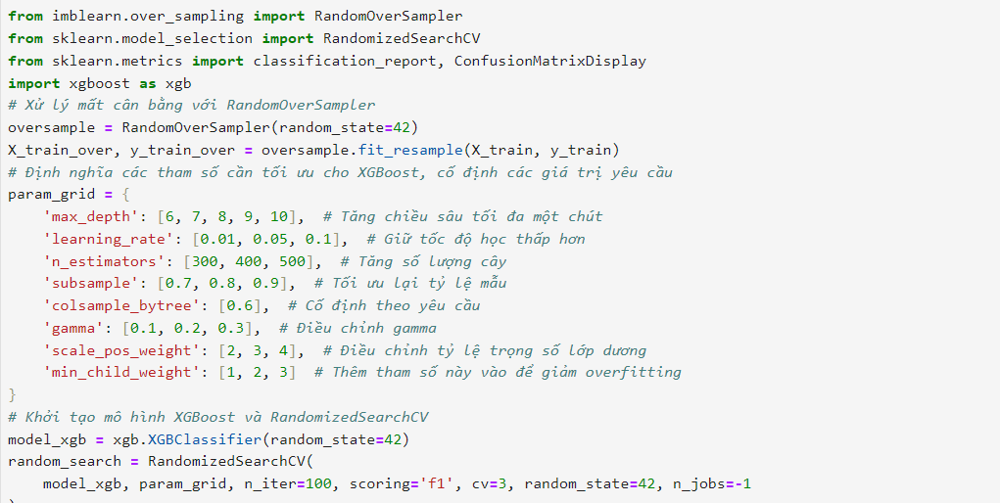 from imblearn.over_sampling import RandomOverSampler
from sklearn.model_selection import RandomizedSearchCV
from sklearn.metrics import classification_report, ConfusionMatrixDisplay
import xgboost as xgb
# Xử lý mất cân bằng với RandomOverSampler
oversample = RandomOverSampler(random_state=42)
X_train_over, y_train_over = oversample.fit_resample(X_train, y_train)
# Định nghĩa các tham số cần tối ưu cho XGBoost, cố định các giá trị yêu cầu
param_grid = {
    'max_depth': [6, 7, 8, 9, 10],  # Tăng chiều sâu tối đa một chút
    'learning_rate': [0.01, 0.05, 0.1],  # Giữ tốc độ học thấp hơn
    'n_estimators': [300, 400, 500],  # Tăng số lượng cây
    'subsample': [0.7, 0.8, 0.9],  # Tối ưu lại tỷ lệ mẫu
    'colsample_bytree': [0.6],  # Cố định theo yêu cầu
    'gamma': [0.1, 0.2, 0.3],  # Điều chỉnh gamma
    'scale_pos_weight': [2, 3, 4],  # Điều chỉnh tỷ lệ trọng số lớp dương
    'min_child_weight': [1, 2, 3]  # Thêm tham số này vào để giảm overfitting
}
# Khởi tạo mô hình XGBoost và RandomizedSearchCV
model_xgb = xgb.XGBClassifier(random_state=42)
random_search = RandomizedSearchCV(
    model_xgb, param_grid, n_iter=100, scoring='f1', cv=3, random_state=42, n_jobs=-1